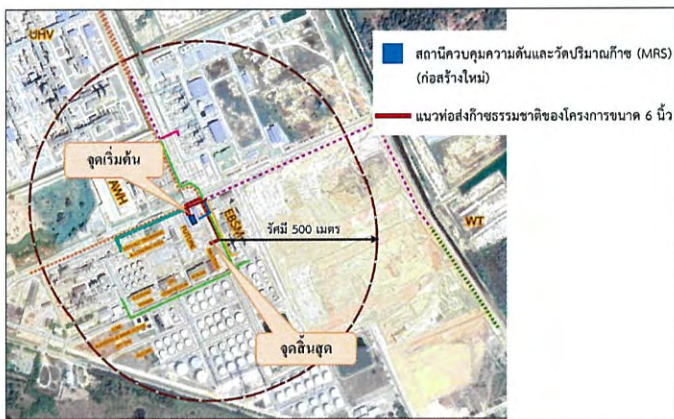 UHV
สถานีควบคุมความดันและวัดปริมาณก๊าซ (MRS)
(ก่อสร้างใหม่)
แนวท่อส่งก๊าซธรรมชาติของโครงการขนาด 6 นิ้ว
จุดเริ่มต้น
AWH
EBSM
WT
FUTURE
รัศมี 500 เมตร
จุดสิ้นสุด